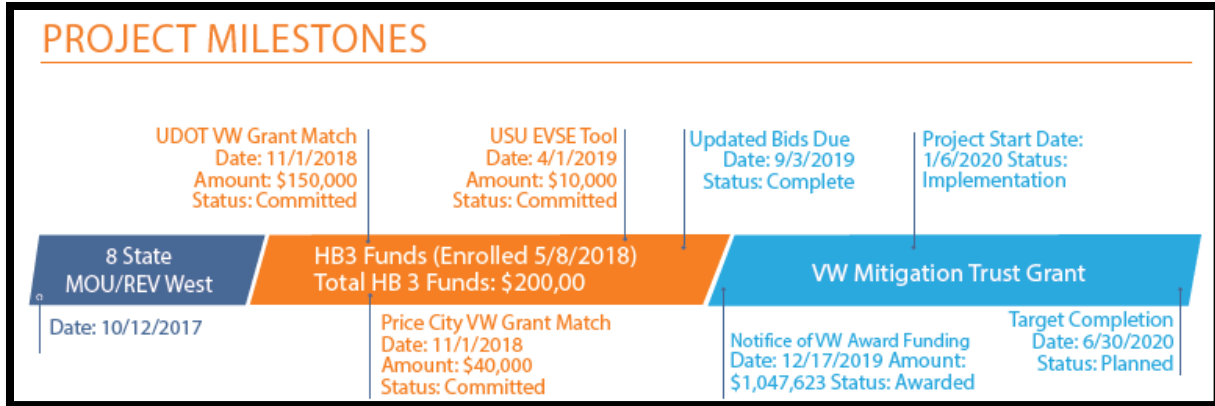 PROJECT MILESTONES
UDOT VW Grant Match
Date: 11/1/2018
Amount: $150,000
Status: Committed
USU EVSE Tool
Date: 4/1/2019
Amount: $10,000
Status: Committed
Updated Bids Due
Date: 9/3/2019
Status: Complete
Project Start Date:
1/6/2020 Status:
Implementation
8 State
MOU/REV West
HB3 Funds (Enrolled 5/8/2018)
Total HB 3 Funds: $200,00
VW Mitigation Trust Grant
Date: 10/12/2017
Price City VW Grant Match
Date: 11/1/2018
Amount: $40,000
Status: Committed
Notifice of VW Award Funding
Date: 12/17/2019 Amount:
$1,047,623 Status: Awarded
Target Completion
Date: 6/30/2020
Status: Planned